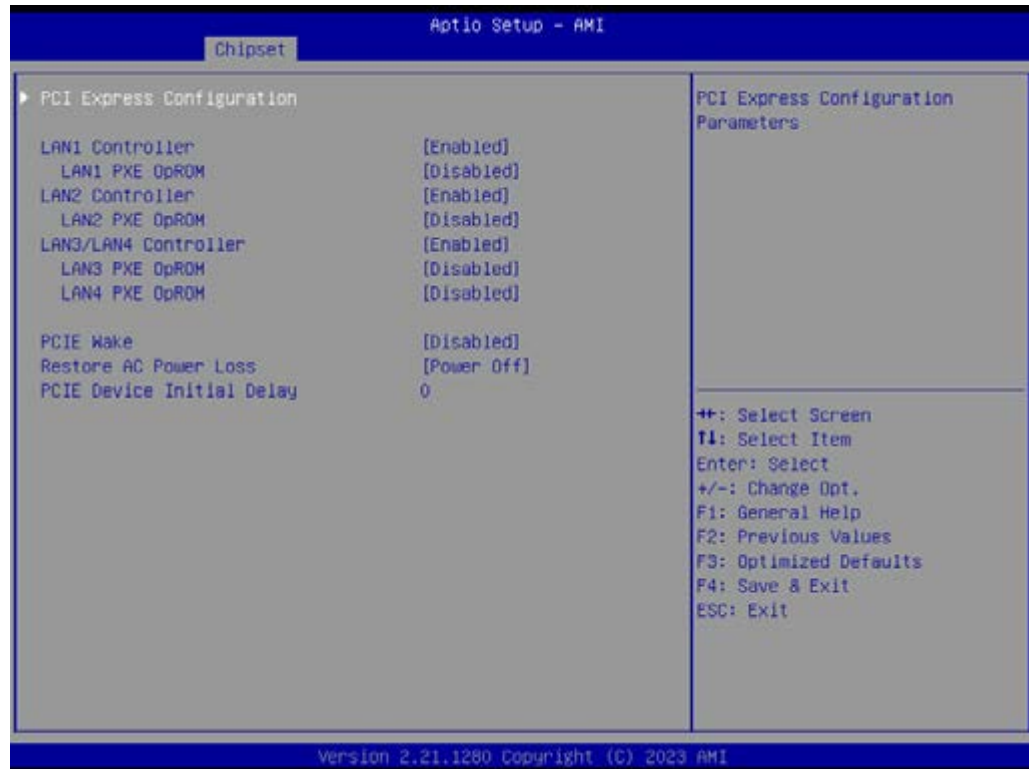 Aptio Setup – AMI
Chipset
PCI Express Configuration
LAN1 Controller [Enabled]
LAN1 PXE OpROM [Disabled]
LAN2 Controller [Enabled]
LAN2 PXE OpROM [Disabled]
LAN3/LAN4 Controller [Enabled]
LAN3 PXE OpROM [Disabled]
LAN4 PXE OpROM [Disabled]
PCIE Wake [Disabled]
Restore AC Power Loss [Power Off]
PCIE Device Initial Delay 0
PCI Express Configuration
Parameters
→←: Select Screen
↑↓: Select Item
Enter: Select
+/-: Change Opt.
F1: General Help
F2: Previous Values
F3: Optimized Defaults
F4: Save & Exit
ESC: Exit
Version 2.21.1280 Copyright (C) 2023 AMI